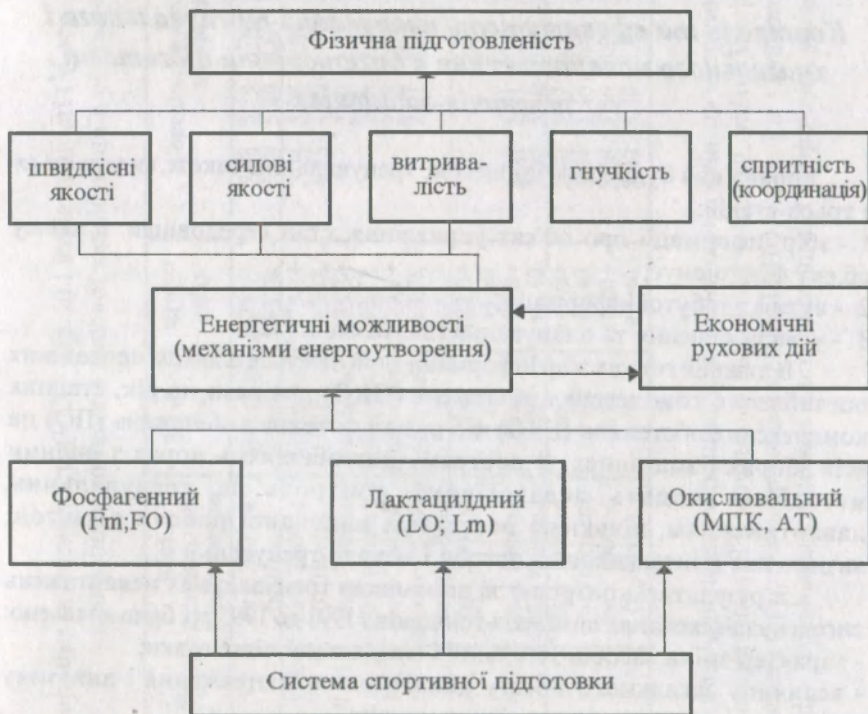 Фізична підготовленість
швидкісні
якості
силові
якості
витрива-
лість
гнучкість
спритність
(координація)
Енергетичні можливості
(механізми енергоутворення)
Економічні
рухових дій
Фосфагенний
(Fm;FO)
Лактацидний
(LO; Lm)
Окислювальний
(МПК, АТ)
Система спортивної підготовки